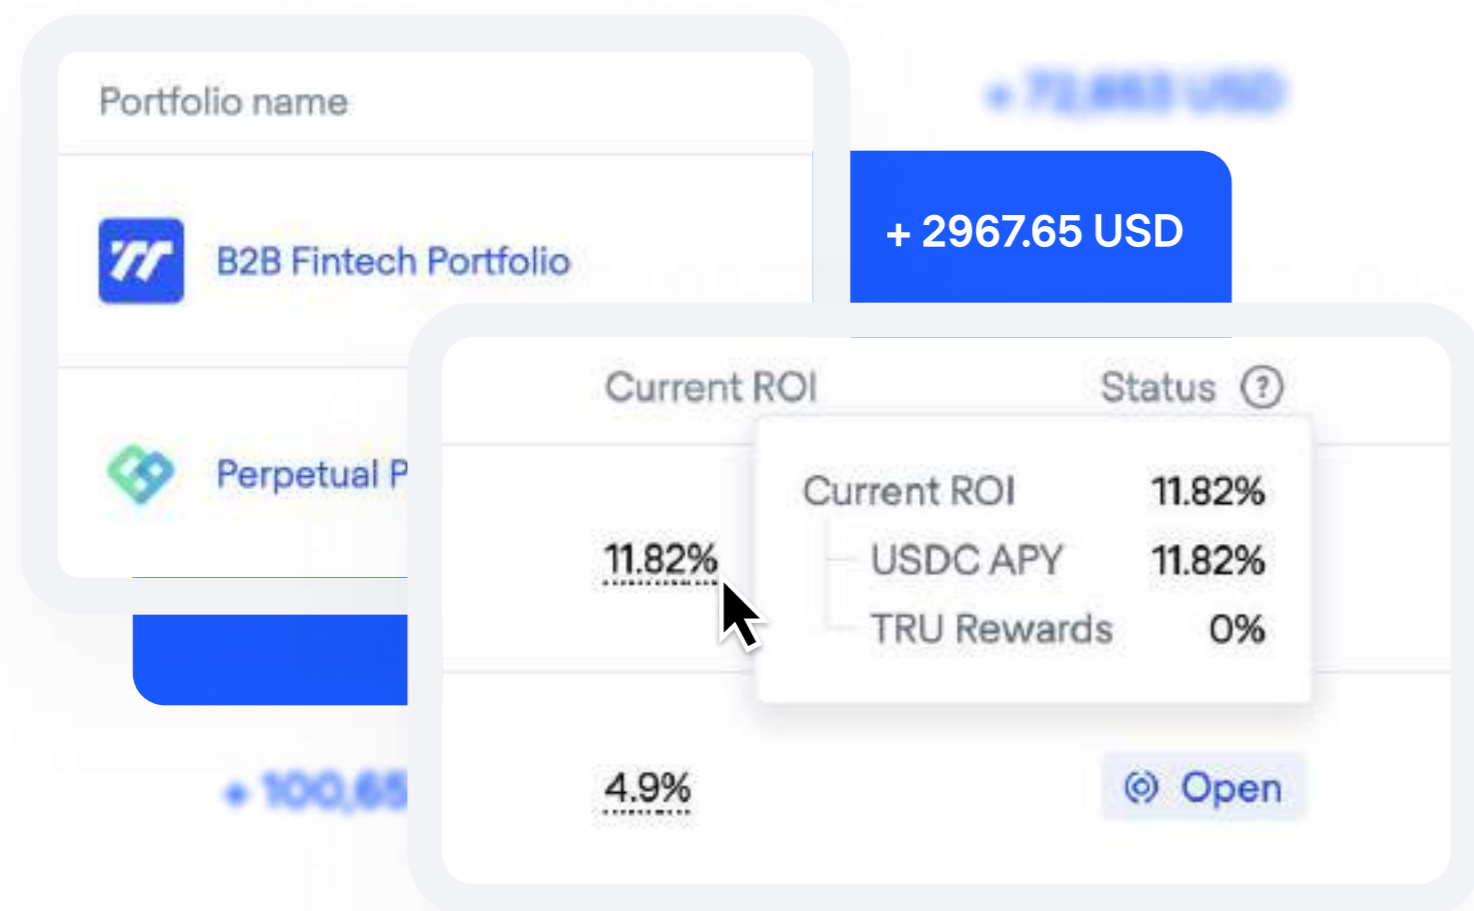 Portfolio name
+ 2967.65 USD
B2B Fintech Portfolio
Perpetual P
Current ROI
Status ?
11.82%
Current ROI 11.82%
USDC APY 11.82%
TRU Rewards 0%
4.9%
Open